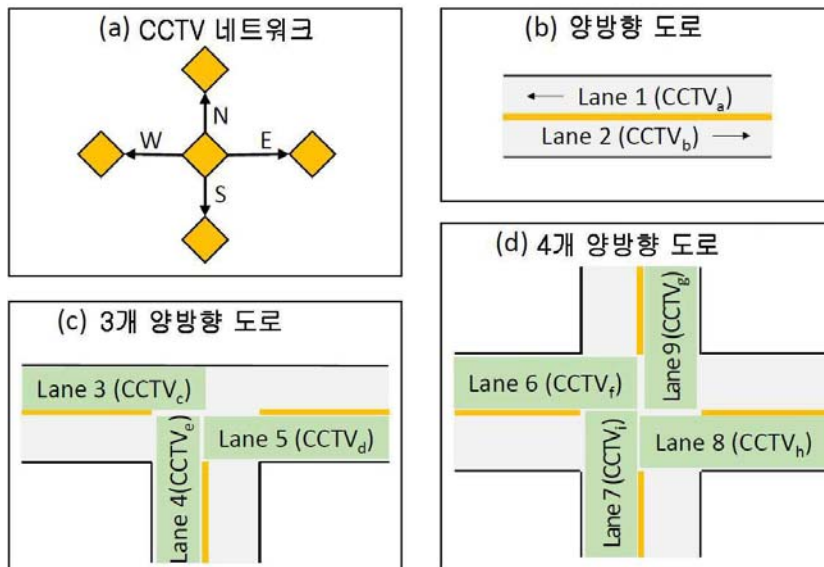 (a) CCTV 네트워크
N
W
E
S
(b) 양방향 도로
Lane 1 (CCTVa)
Lane 2 (CCTVb)
(c) 3개 양방향 도로
Lane 3 (CCTVc)
Lane 4(CCTVe)
Lane 5 (CCTVd)
(d) 4개 양방향 도로
Lane 9 (CCTVg)
Lane 6 (CCTVf)
Lane 7 (CCTVi)
Lane 8 (CCTVh)